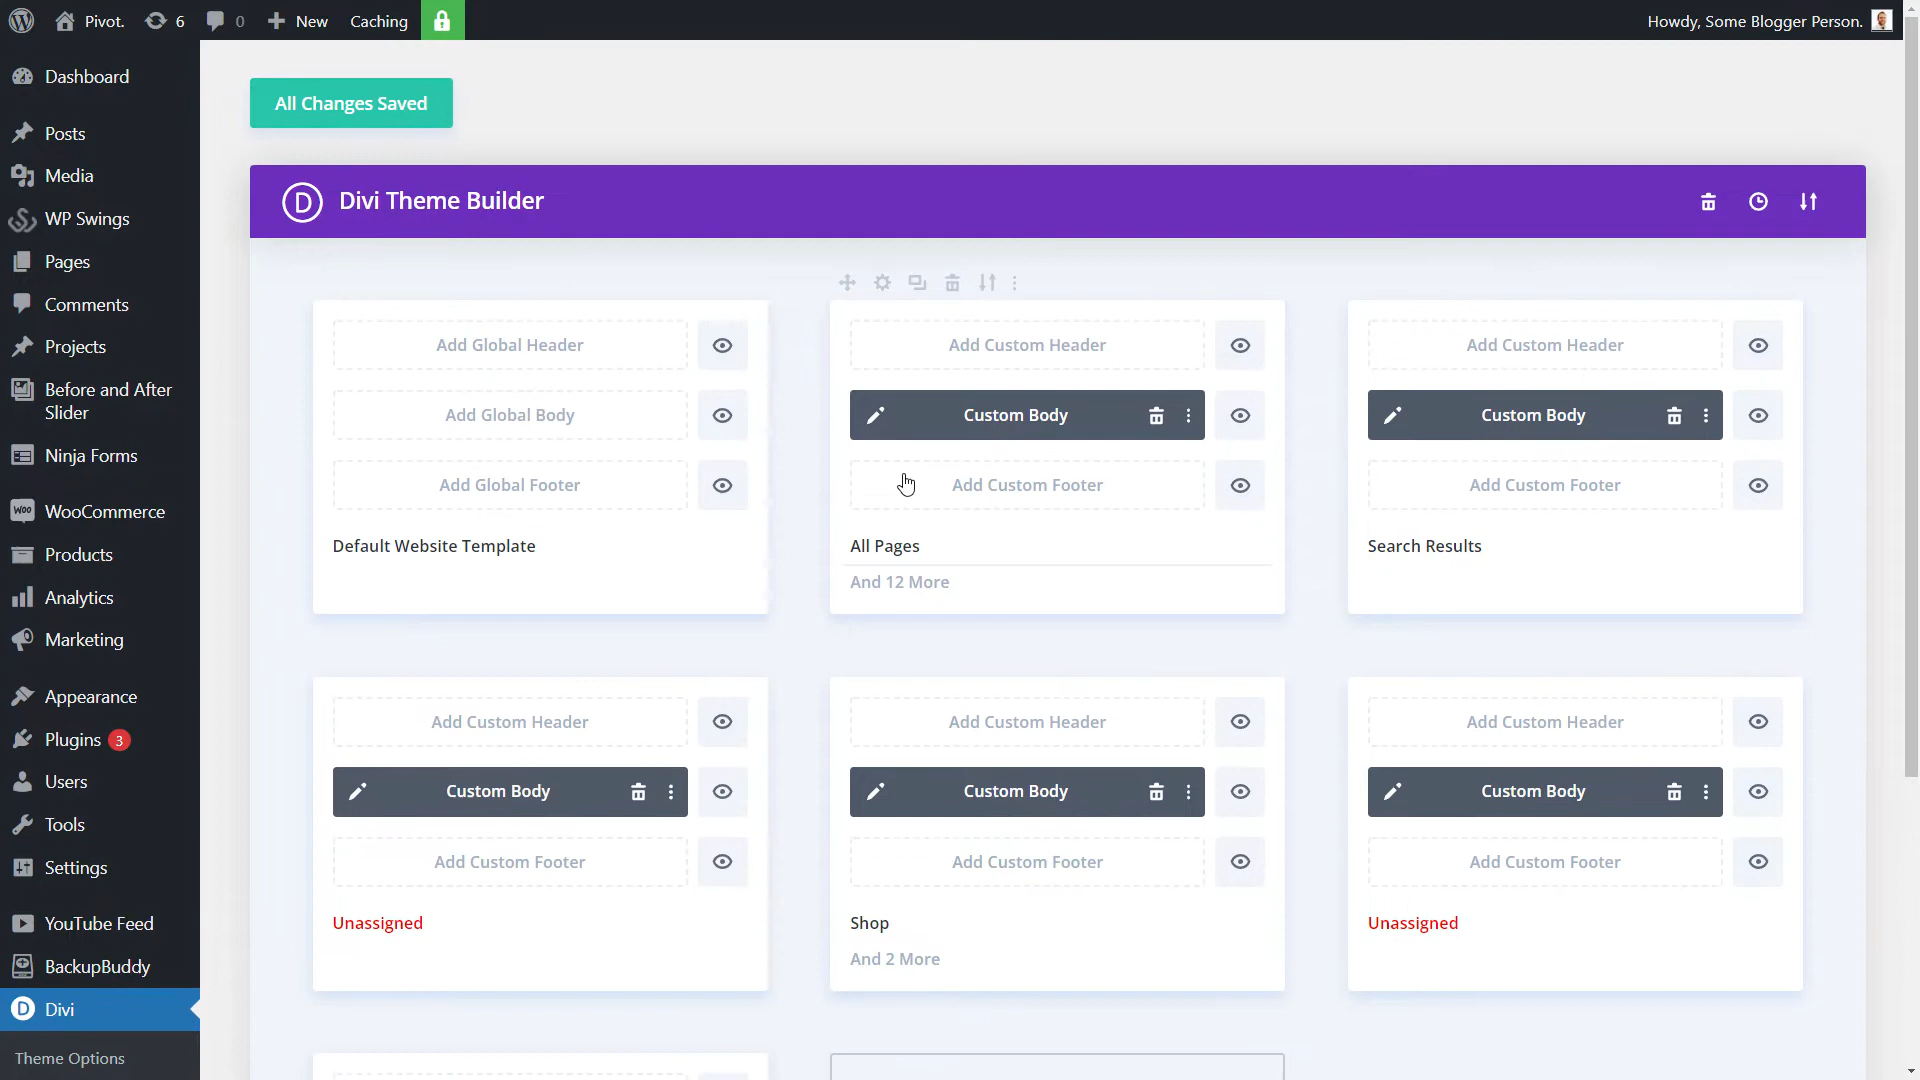 Pivot.
6
0
New
Caching
Howdy, Some Blogger Person.
Dashboard
Posts
Media
WP Swings
Pages
Comments
Projects
Before and After
Slider
Ninja Forms
WooCommerce
Products
Analytics
Marketing
Appearance
Plugins 3
Users
Tools
Settings
YouTube Feed
BackupBuddy
Divi
Theme Options
All Changes Saved
Divi Theme Builder
Add Global Header
Add Global Body
Add Global Footer
Default Website Template
Add Custom Header
Custom Body
Add Custom Footer
All Pages
And 12 More
Add Custom Header
Custom Body
Add Custom Footer
Search Results
Add Custom Header
Custom Body
Add Custom Footer
Unassigned
Add Custom Header
Custom Body
Add Custom Footer
Shop
And 2 More
Add Custom Header
Custom Body
Add Custom Footer
Unassigned